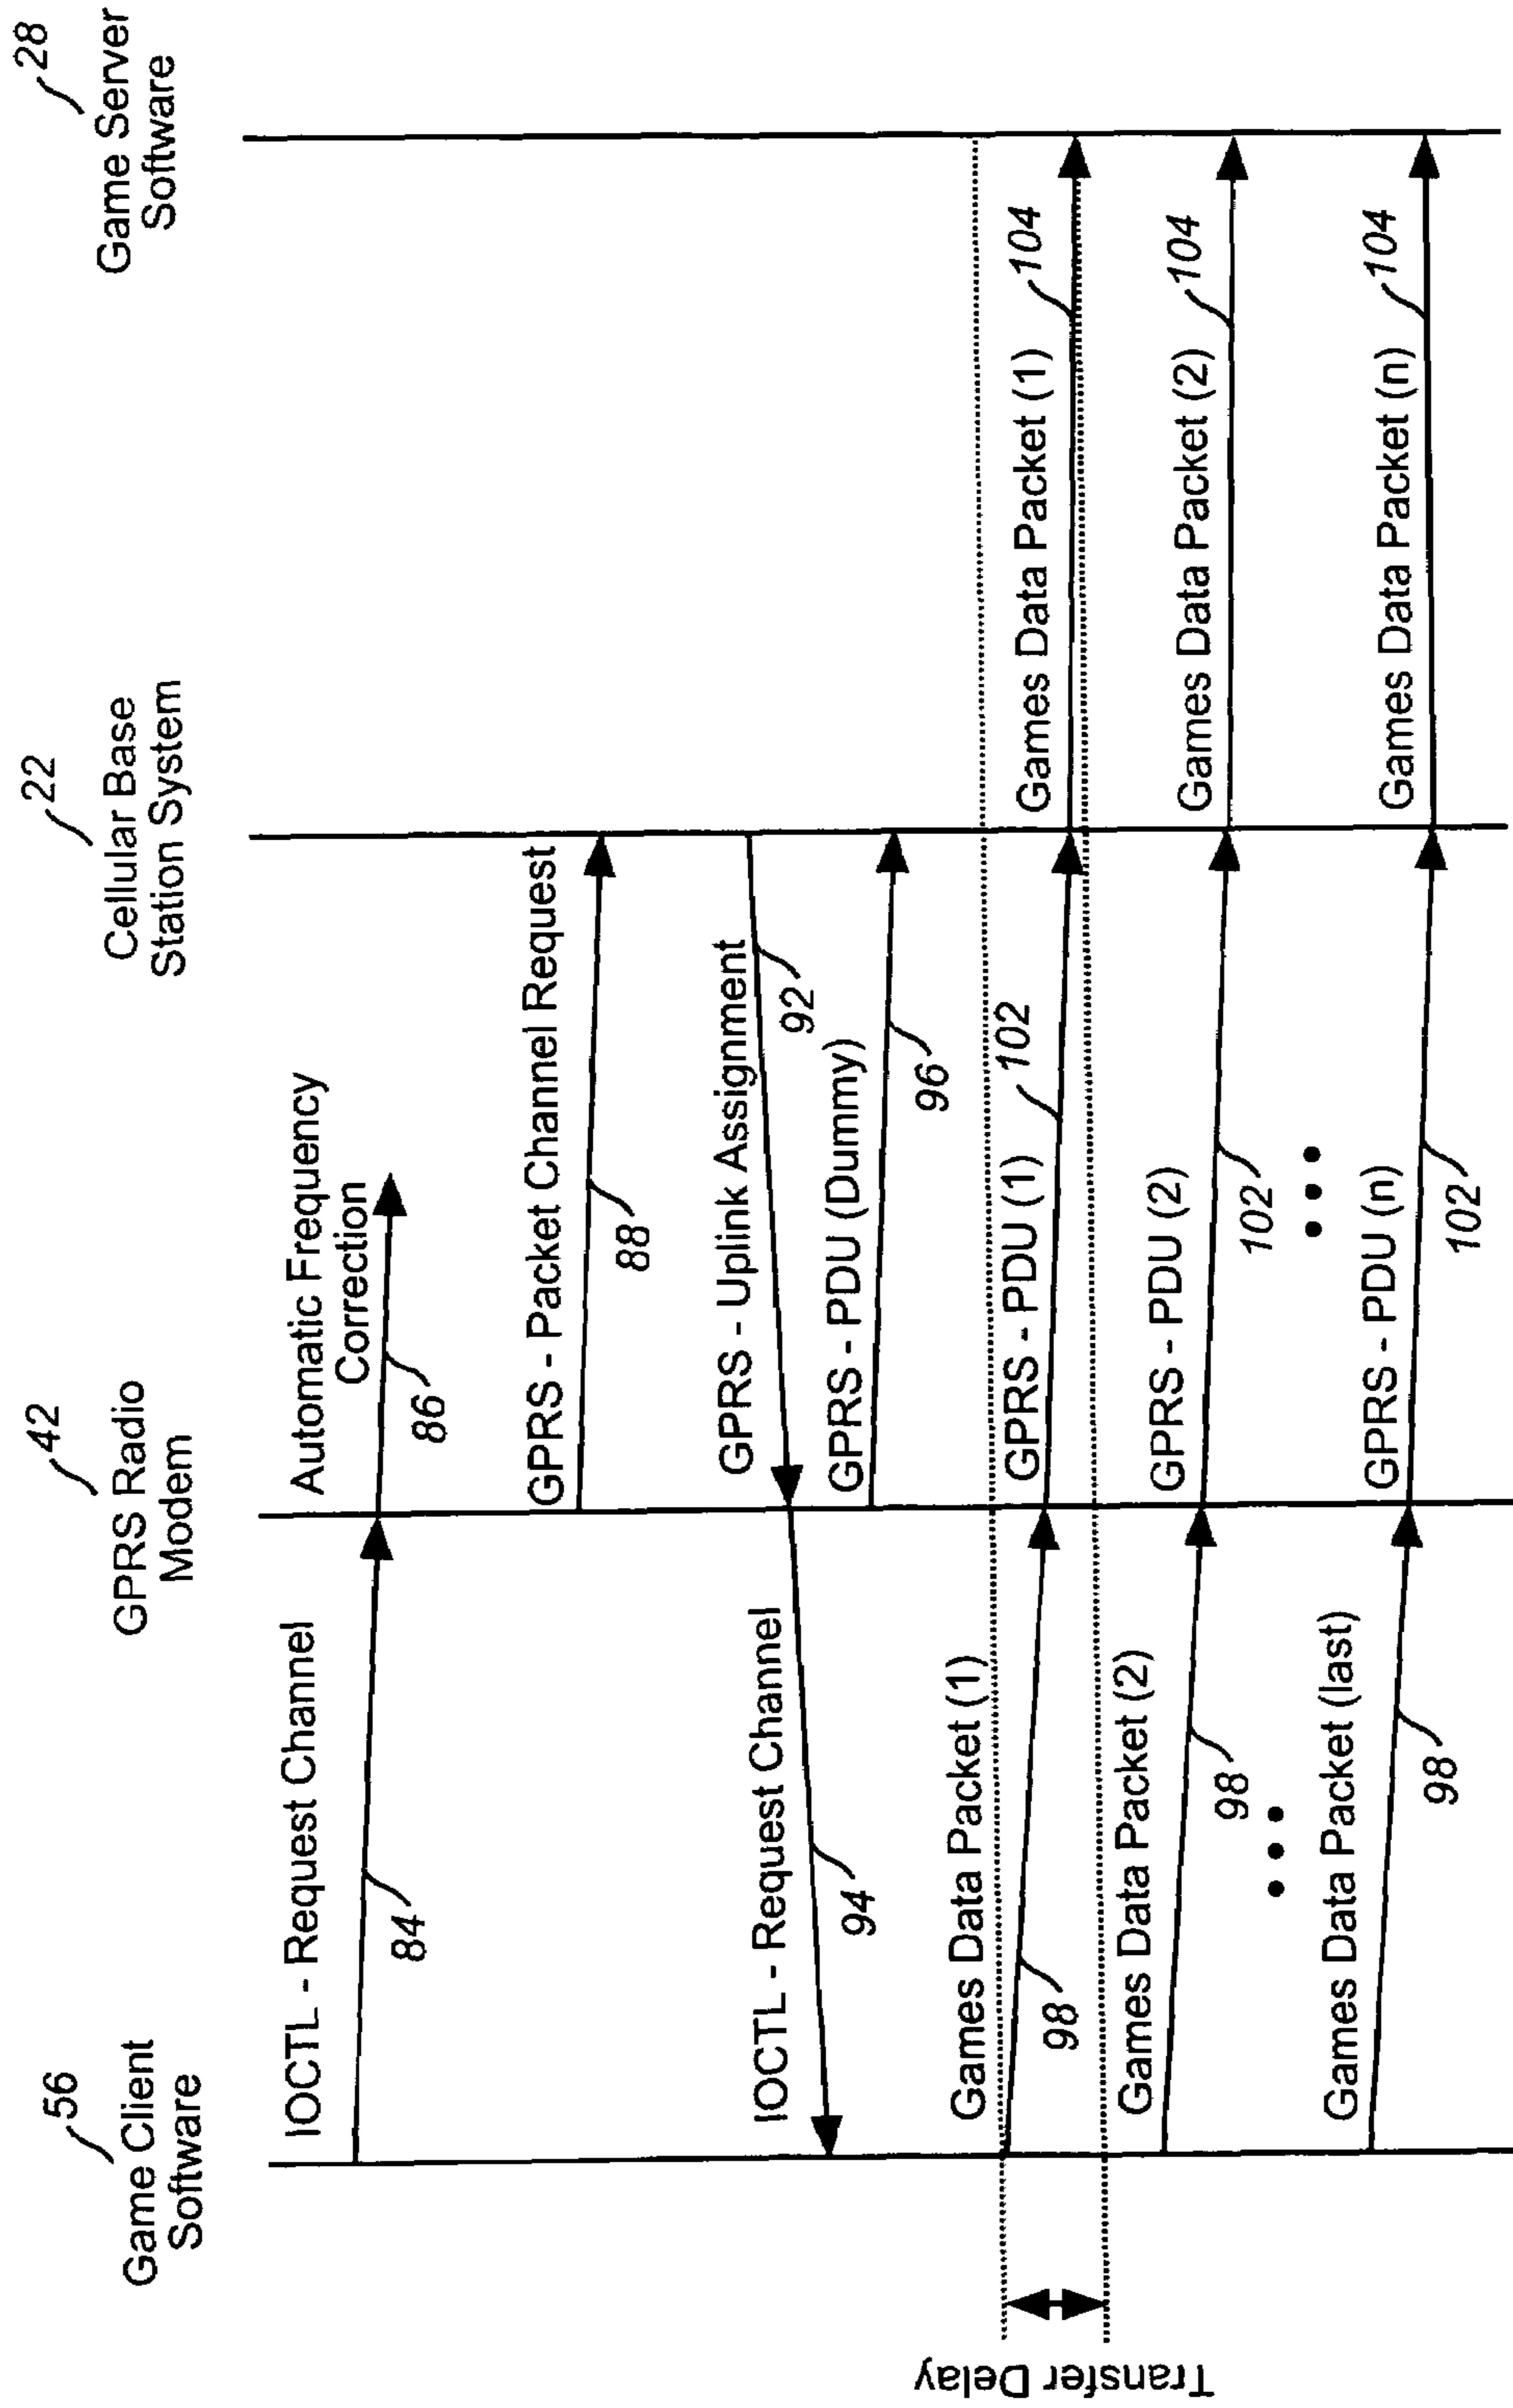 56
Game Client
Software
42
GPRS Radio
Modem
22
Cellular Base
Station System
28
Game Server
Software
IOCTL - Request Channel
84
Automatic Frequency
Correction
86
GPRS - Packet Channel Request
88
GPRS - Uplink Assignment
92
IOCTL - Request Channel
94
GPRS - PDU (Dummy)
96
Transfer Delay
Games Data Packet (1)
98
GPRS - PDU (1)
102
Games Data Packet (1)
104
Games Data Packet (2)
98
GPRS - PDU (2)
102
Games Data Packet (2)
104
Games Data Packet (last)
98
GPRS - PDU (n)
102
Games Data Packet (n)
104